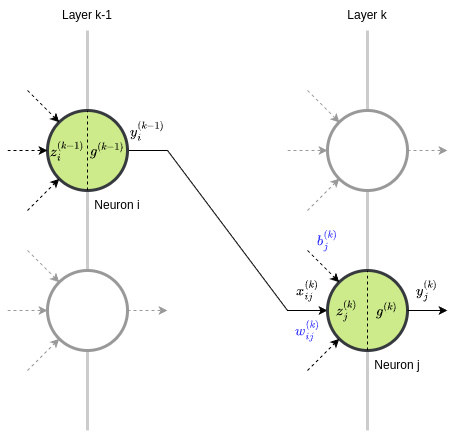 Layer k-1
Layer k
y_i^{(k-1)}
z_i^{(k-1)} g^{(k-1)}
Neuron i
b_j^{(k)}
x_{ij}^{(k)}
y_j^{(k)}
z_j^{(k)} g^{(k)}
w_{ij}^{(k)}
Neuron j